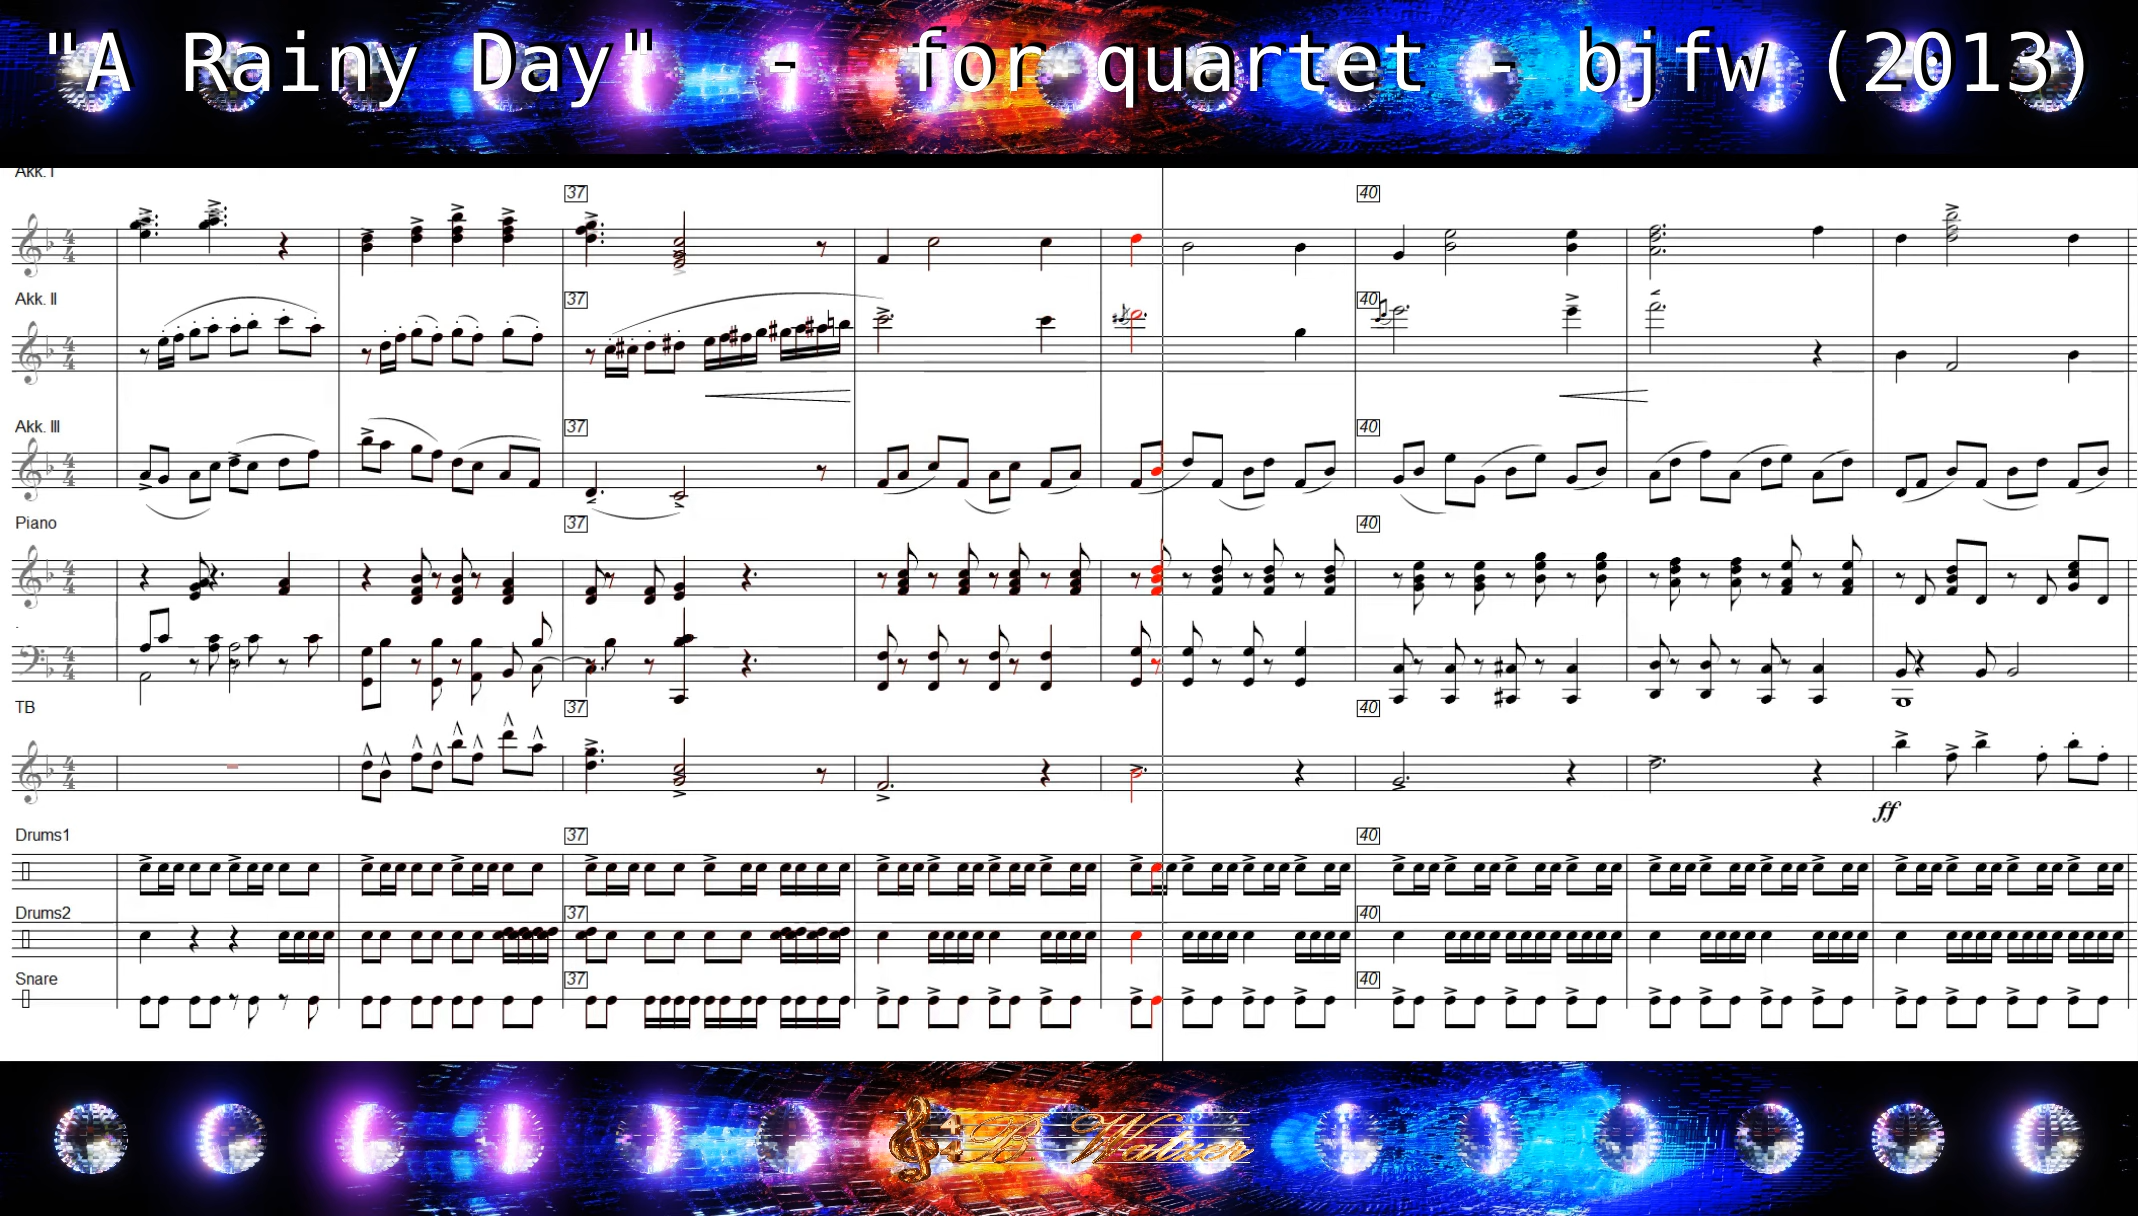 "A Rainy Day" - for quartet - bjfw (2013)
Akk. I
37
40
Akk. II
37
40
Akk. III
37
40
Piano
37
40
TB
37
40
ff
Drums1
37
40
Drums2
37
40
Snare
37
40
B Walzer